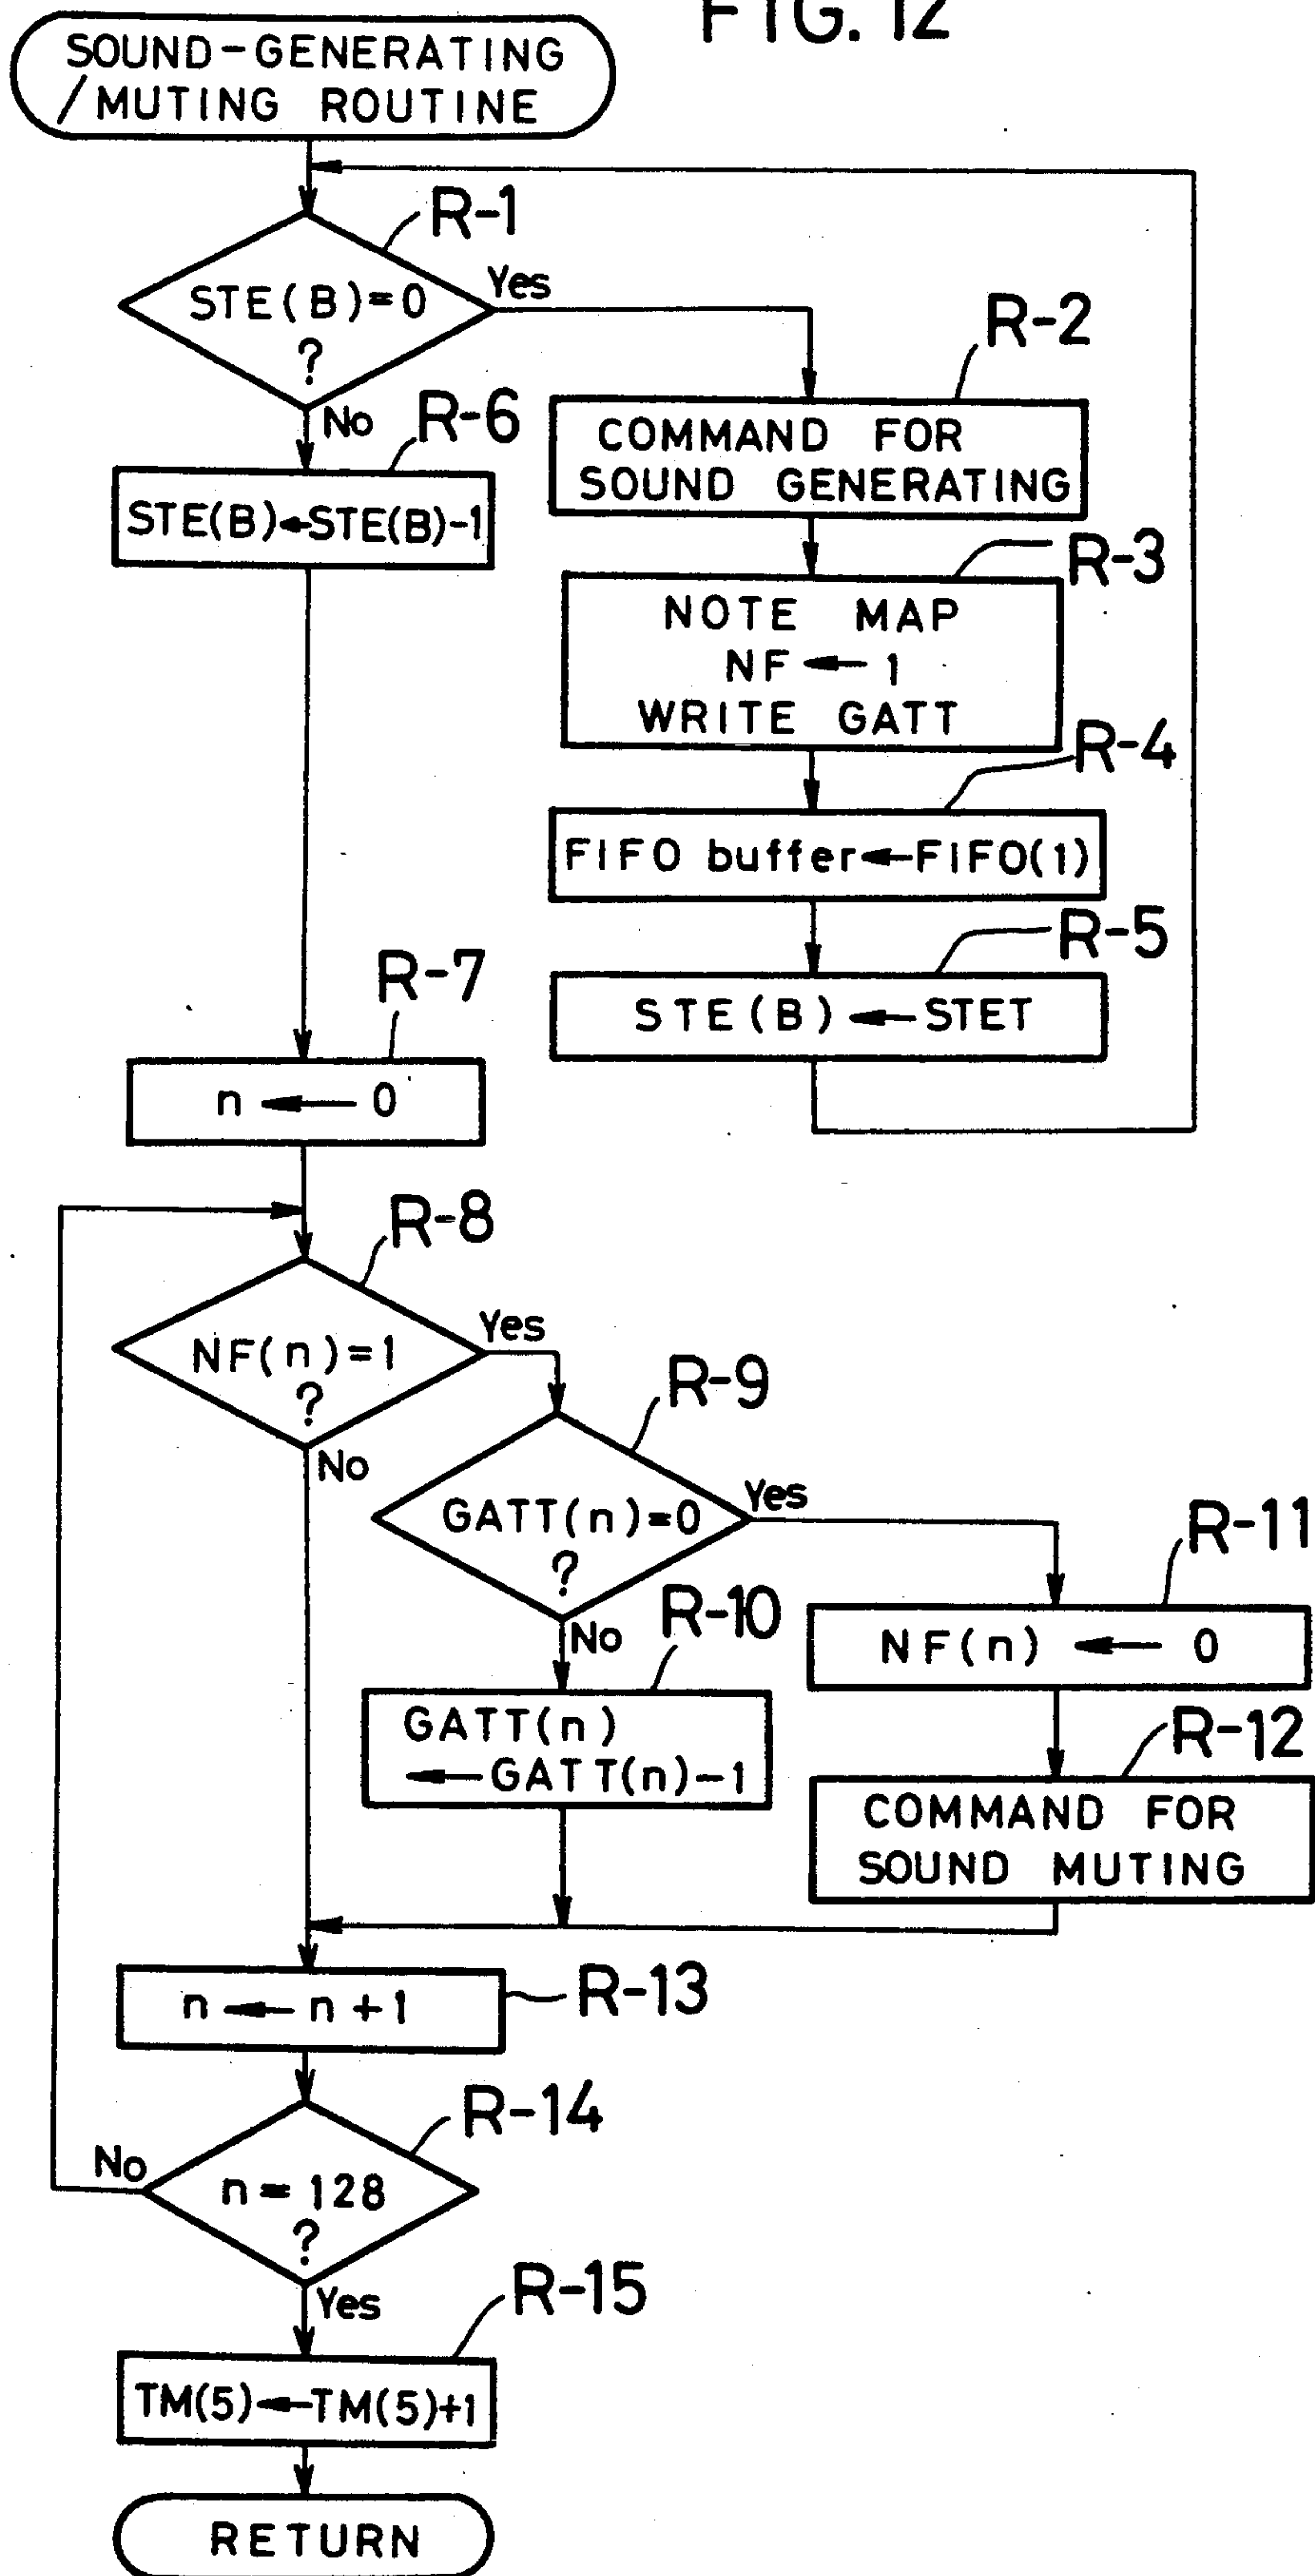 FIG. 12
SOUND-GENERATING
/MUTING ROUTINE
R-1
STE(B)=0
?
Yes
No
R-2
COMMAND FOR
SOUND GENERATING
R-6
STE(B)←STE(B)-1
R-3
NOTE MAP
NF ← 1
WRITE GATT
R-4
FIFO buffer←FIFO(1)
R-5
STE(B) ← STET
R-7
n ← 0
R-8
NF(n)=1
?
Yes
No
R-9
GATT(n)=0
?
Yes
No
R-10
GATT(n)
←GATT(n)-1
R-11
NF(n) ← 0
R-12
COMMAND FOR
SOUND MUTING
R-13
n ← n+1
R-14
n=128
?
No
Yes
R-15
TM(5)←TM(5)+1
RETURN